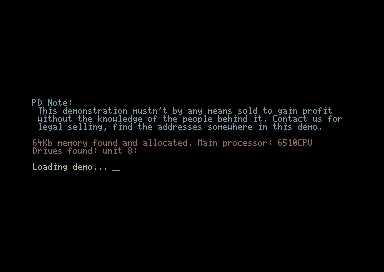 PD Note:
This demonstration mustn't by any means sold to gain profit
without the knowledge of the people behind it. Contact us for
legal selling, find the addresses somewhere in this demo.
64Kb memory found and allocated. Main processor: 6510CPU
Drives found: unit 8:
Loading demo... _